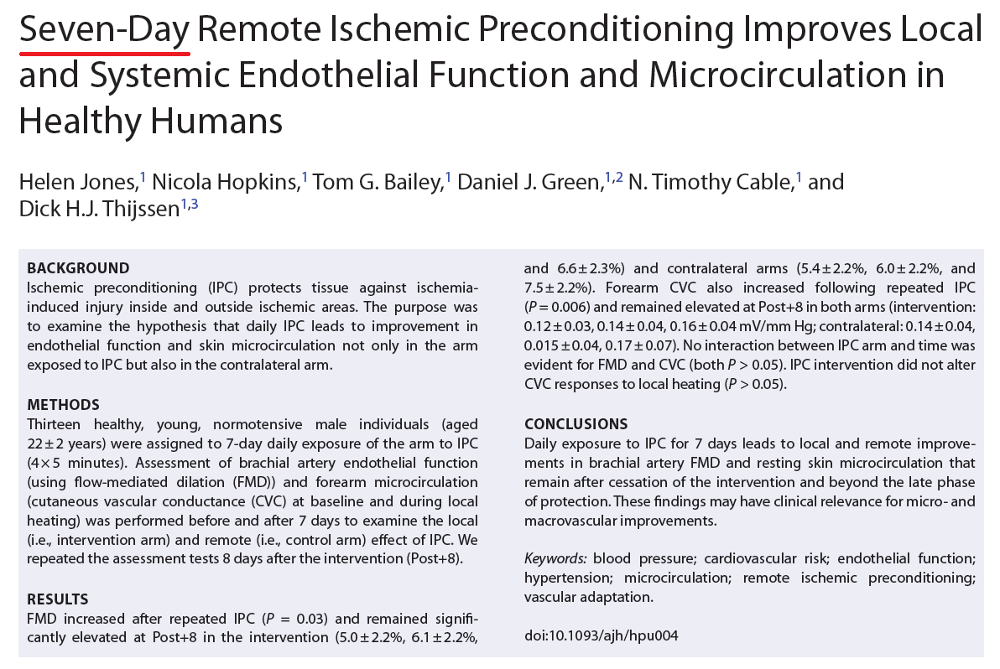 Seven-Day Remote Ischemic Preconditioning Improves Local
and Systemic Endothelial Function and Microcirculation in
Healthy Humans
Helen Jones,1 Nicola Hopkins,1 Tom G. Bailey,1 Daniel J. Green,1,2 N. Timothy Cable,1 and
Dick H.J. Thijssen1,3
BACKGROUND
Ischemic preconditioning (IPC) protects tissue against ischemia-
induced injury inside and outside ischemic areas. The purpose was
to examine the hypothesis that daily IPC leads to improvement in
endothelial function and skin microcirculation not only in the arm
exposed to IPC but also in the contralateral arm.
METHODS
Thirteen healthy, young, normotensive male individuals (aged
22±2 years) were assigned to 7-day daily exposure of the arm to IPC
(4×5 minutes). Assessment of brachial artery endothelial function
(using flow-mediated dilation (FMD)) and forearm microcirculation
(cutaneous vascular conductance (CVC) at baseline and during local
heating) was performed before and after 7 days to examine the local
(i.e., intervention arm) and remote (i.e., control arm) effect of IPC. We
repeated the assessment tests 8 days after the intervention (Post+8).
RESULTS
FMD increased after repeated IPC (P = 0.03) and remained signifi-
cantly elevated at Post+8 in the intervention (5.0±2.2%, 6.1±2.2%,
and 6.6±2.3%) and contralateral arms (5.4±2.2%, 6.0±2.2%, and
7.5±2.2%). Forearm CVC also increased following repeated IPC
(P=0.006) and remained elevated at Post+8 in both arms (intervention:
0.12±0.03, 0.14±0.04, 0.16±0.04 mV/mm Hg; contralateral: 0.14±0.04,
0.015±0.04, 0.17±0.07). No interaction between IPC arm and time was
evident for FMD and CVC (both P > 0.05). IPC intervention did not alter
CVC responses to local heating (P > 0.05).
CONCLUSIONS
Daily exposure to IPC for 7 days leads to local and remote improve-
ments in brachial artery FMD and resting skin microcirculation that
remain after cessation of the intervention and beyond the late phase
of protection. These findings may have clinical relevance for micro- and
macrovascular improvements.
Keywords: blood pressure; cardiovascular risk; endothelial function;
hypertension; microcirculation; remote ischemic preconditioning;
vascular adaptation.
doi:10.1093/ajh/hpu004